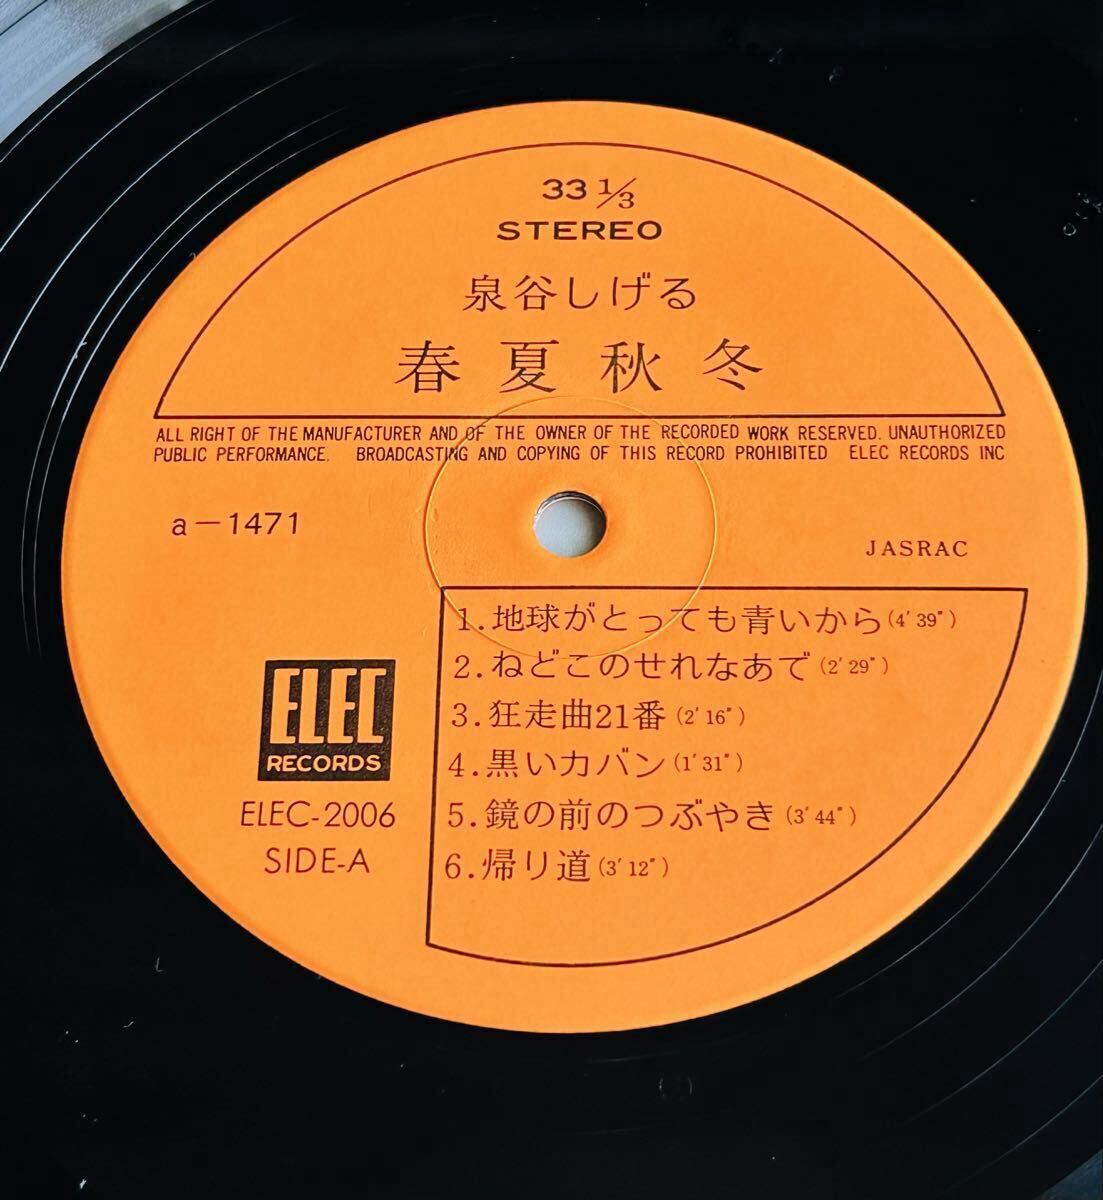 33 1/3
STEREO
泉谷しげる
春夏秋冬
ALL RIGHT OF THE MANUFACTURER AND OF THE OWNER OF THE RECORDED WORK RESERVED. UNAUTHORIZED
PUBLIC PERFORMANCE. BROADCASTING AND COPYING OF THIS RECORD PROHIBITED ELEC RECORDS INC
a－1471
JASRAC
1.地球がとっても青いから(4'39")
2.ねどこのせれなあで(2'29")
3.狂走曲21番(2'16")
4.黒いカバン(1'31")
5.鏡の前のつぶやき(3'44")
6.帰り道(3'12")
ELEC
RECORDS
ELEC-2006
SIDE-A